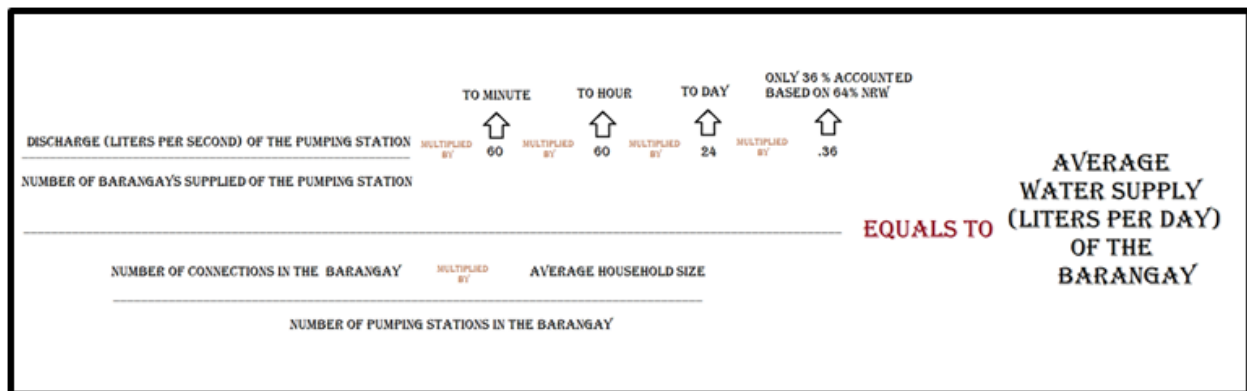 ONLY 36 % ACCOUNTED
BASED ON 64% NRW
TO MINUTE TO HOUR TO DAY
DISCHARGE (LITERS PER SECOND) OF THE PUMPING STATION MULTIPLIED BY 60 MULTIPLIED BY 60 MULTIPLIED BY 24 MULTIPLIED BY .36
NUMBER OF BARANGAYS SUPPLIED OF THE PUMPING STATION
NUMBER OF CONNECTIONS IN THE BARANGAY MULTIPLIED BY AVERAGE HOUSEHOLD SIZE
NUMBER OF PUMPING STATIONS IN THE BARANGAY
EQUALS TO
AVERAGE
WATER SUPPLY
(LITERS PER DAY)
OF THE
BARANGAY